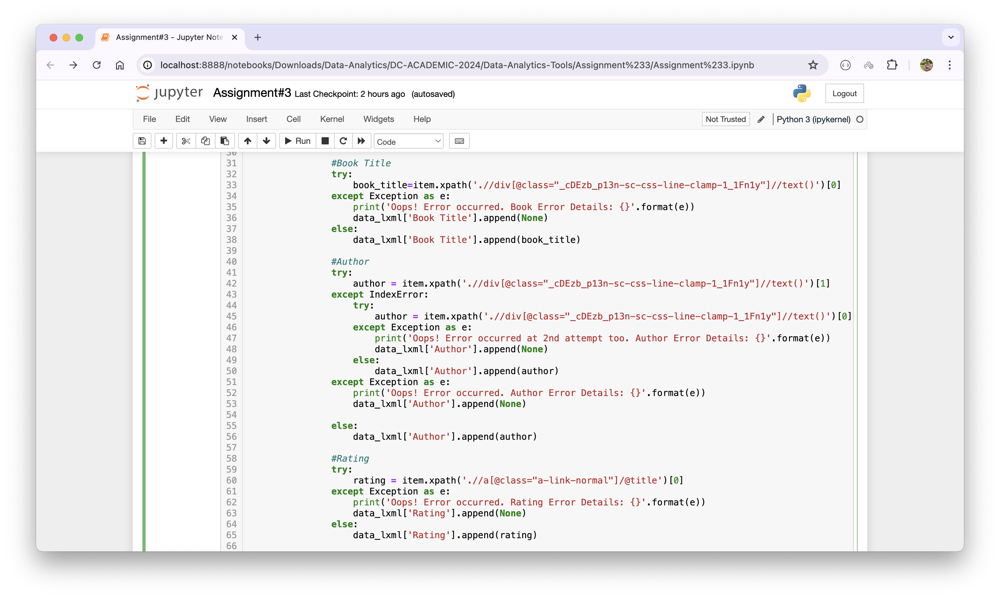 Assignment#3 - Jupyter Note
localhost:8888/notebooks/Downloads/Data-Analytics/DC-ACADEMIC-2024/Data-Analytics-Tools/Assignment%233/Assignment%233.ipynb
jupyter Assignment#3 Last Checkpoint: 2 hours ago (autosaved) Logout
File Edit View Insert Cell Kernel Widgets Help Not Trusted Python 3 (ipykernel)
Run Code
30
31 #Book Title
32 try:
33 book_title=item.xpath('.//div[@class="_cDEzb_p13n-sc-css-line-clamp-1_1Fn1y"]//text()')[0]
34 except Exception as e:
35 print('Oops! Error occurred. Book Error Details: {}'.format(e))
36 data_lxml['Book Title'].append(None)
37 else:
38 data_lxml['Book Title'].append(book_title)
39
40 #Author
41 try:
42 author = item.xpath('.//div[@class="_cDEzb_p13n-sc-css-line-clamp-1_1Fn1y"]//text()')[1]
43 except IndexError:
44 try:
45 author = item.xpath('.//div[@class="_cDEzb_p13n-sc-css-line-clamp-1_1Fn1y"]//text()')[0]
46 except Exception as e:
47 print('Oops! Error occurred at 2nd attempt too. Author Error Details: {}'.format(e))
48 data_lxml['Author'].append(None)
49 else:
50 data_lxml['Author'].append(author)
51 except Exception as e:
52 print('Oops! Error occurred. Author Error Details: {}'.format(e))
53 data_lxml['Author'].append(None)
54
55 else:
56 data_lxml['Author'].append(author)
57
58 #Rating
59 try:
60 rating = item.xpath('.//a[@class="a-link-normal"]/@title')[0]
61 except Exception as e:
62 print('Oops! Error occurred. Rating Error Details: {}'.format(e))
63 data_lxml['Rating'].append(None)
64 else:
65 data_lxml['Rating'].append(rating)
66